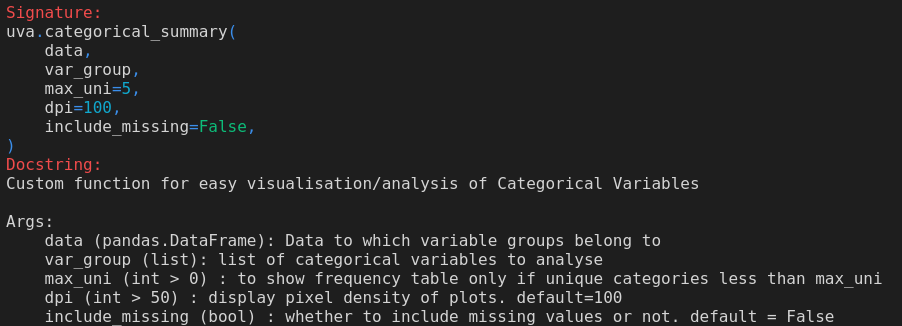 Signature:
uva.categorical_summary(
    data,
    var_group,
    max_uni=5,
    dpi=100,
    include_missing=False,
)
Docstring:
Custom function for easy visualisation/analysis of Categorical Variables

Args:
    data (pandas.DataFrame): Data to which variable groups belong to
    var_group (list): list of categorical variables to analyse
    max_uni (int > 0) : to show frequency table only if unique categories less than max_uni
    dpi (int > 50) : display pixel density of plots. default=100
    include_missing (bool) : whether to include missing values or not. default = False